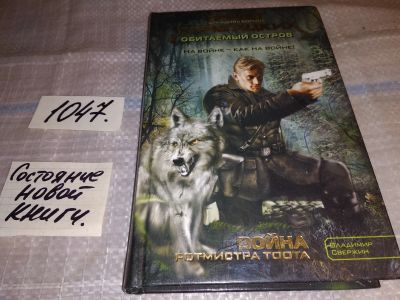 1047.
Состояние
новой
книги.
ОБИТАЕМЫЙ ОСТРОВ
НА ВОЙНЕ – КАК НА ВОЙНЕ!
ВОЙНА
РОТМИСТРА ТООТА
ВЛАДИМИР
СВЕРЖИН